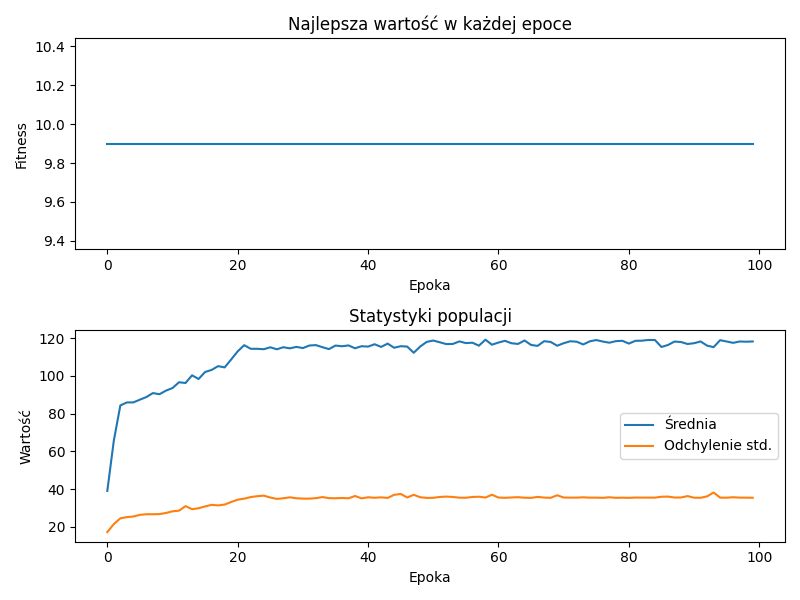 Najlepsza wartość w każdej epoce
10.4
10.2
10.0
9.8
9.6
9.4
Fitness
0 20 40 60 80 100
Epoka
Statystyki populacji
120
100
80
60
40
20
Wartość
Średnia
Odchylenie std.
0 20 40 60 80 100
Epoka